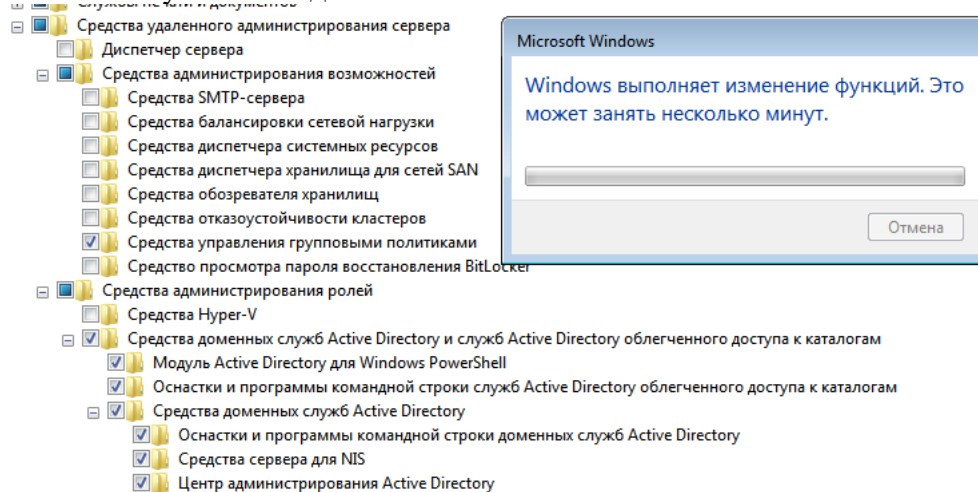 Службы печати и документов
Средства удаленного администрирования сервера
Диспетчер сервера
Средства администрирования возможностей
Средства SMTP-сервера
Средства балансировки сетевой нагрузки
Средства диспетчера системных ресурсов
Средства диспетчера хранилища для сетей SAN
Средства обозревателя хранилищ
Средства отказоустойчивости кластеров
Средства управления групповыми политиками
Средство просмотра пароля восстановления BitLocker
Средства администрирования ролей
Средства Hyper-V
Средства доменных служб Active Directory и служб Active Directory облегченного доступа к каталогам
Модуль Active Directory для Windows PowerShell
Оснастки и программы командной строки служб Active Directory облегченного доступа к каталогам
Средства доменных служб Active Directory
Оснастки и программы командной строки доменных служб Active Directory
Средства сервера для NIS
Центр администрирования Active Directory
Microsoft Windows
Windows выполняет изменение функций. Это
может занять несколько минут.
Отмена